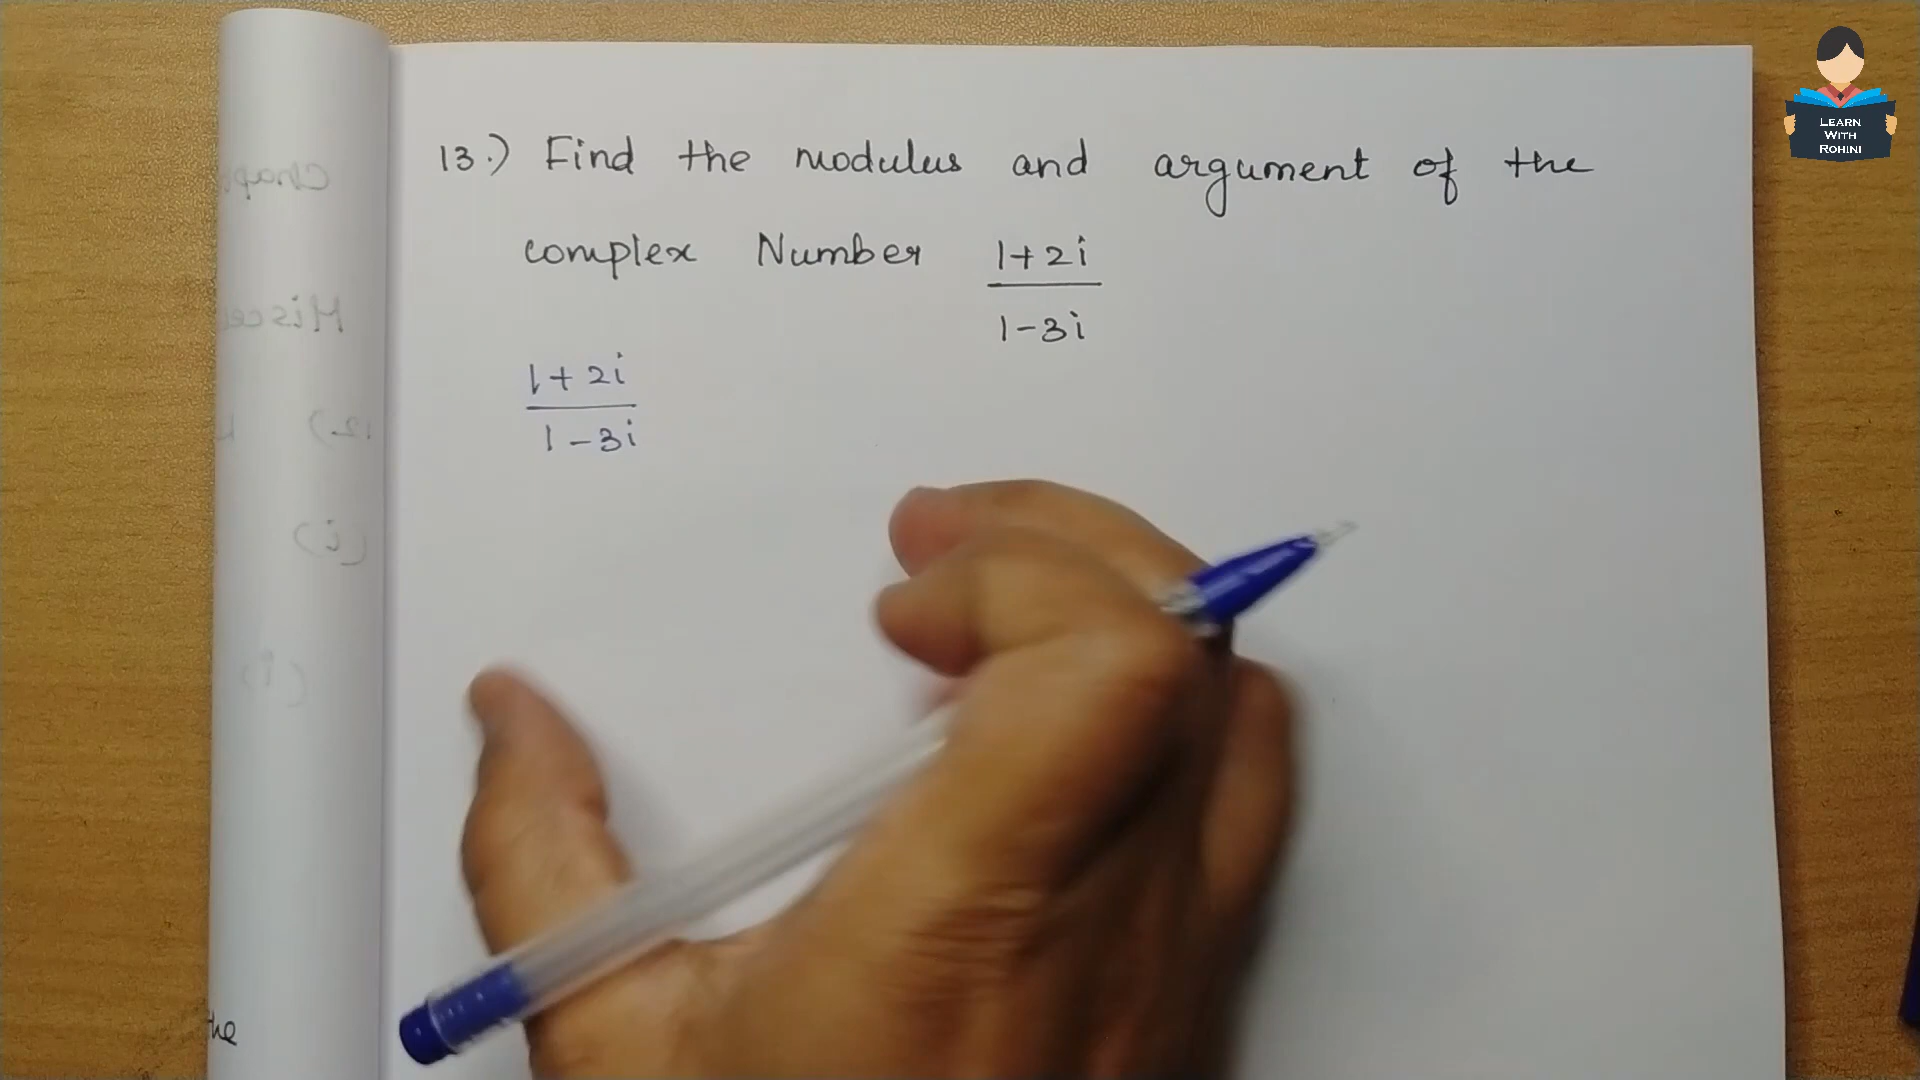 13.) Find the modulus and argument of the
complex Number 1+2i
1-3i
1+2i
1-3i
the
LEARN
WITH
ROHINI